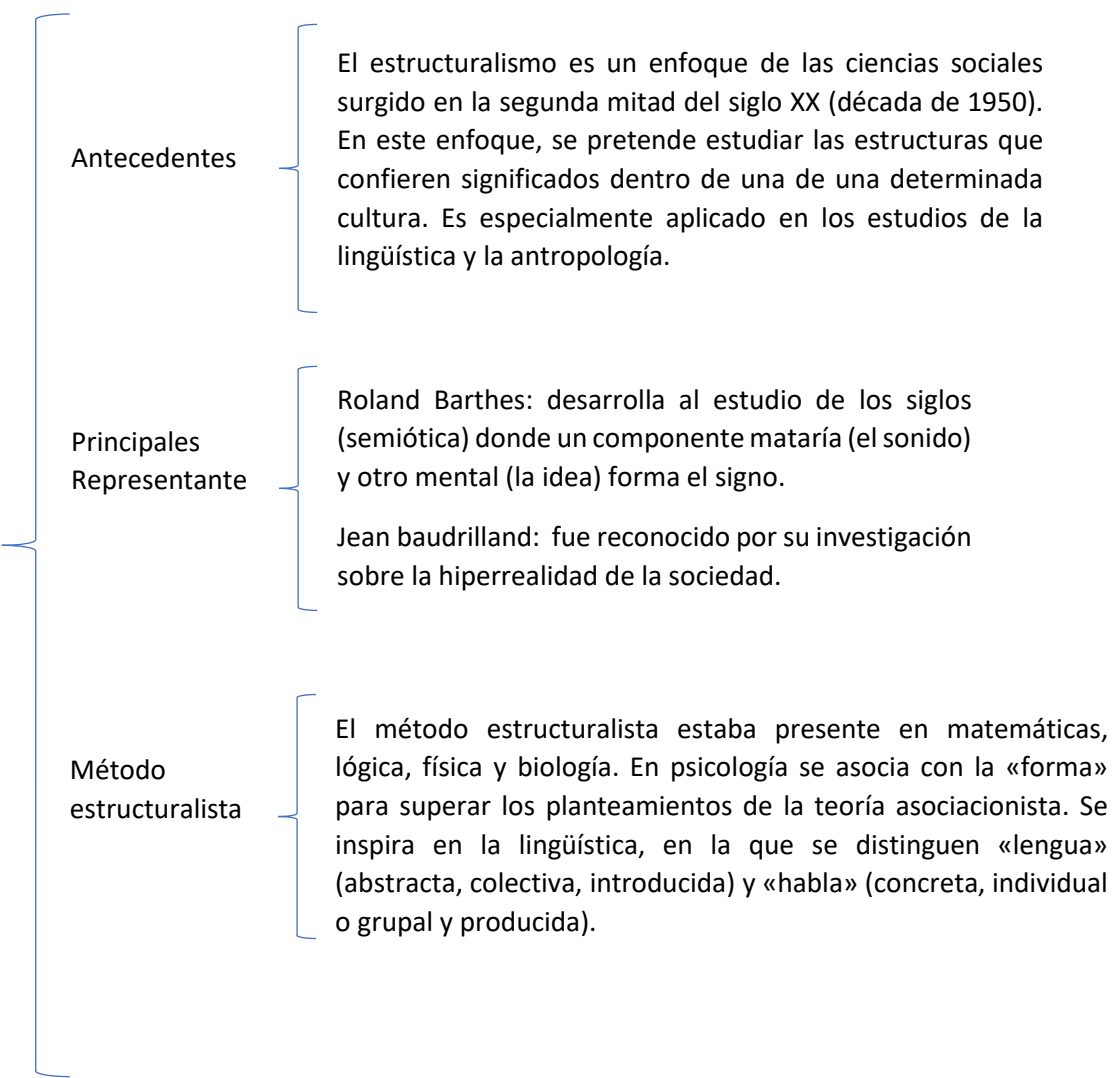 El estructuralismo es un enfoque de las ciencias sociales
surgido en la segunda mitad del siglo XX (década de 1950).
En este enfoque, se pretende estudiar las estructuras que
Antecedentes
confieren significados dentro de una de una determinada
cultura. Es especialmente aplicado en los estudios de la
lingüística y la antropología.
Roland Barthes: desarrolla al estudio de los siglos
(semiótica) donde un componente mataría (el sonido)
y otro mental (la idea) forma el signo.
Principales
Representante
Jean baudrilland: fue reconocido por su investigación
sobre la hiperrealidad de la sociedad.
El método estructuralista estaba presente en matemáticas,
lógica, física y biología. En psicología se asocia con la «forma»
para superar los planteamientos de la teoría asociacionista. Se
inspira en la lingüística, en la que se distinguen «lengua»
(abstracta, colectiva, introducida) y «habla» (concreta, individual
o grupal y producida).
Método
estructuralista